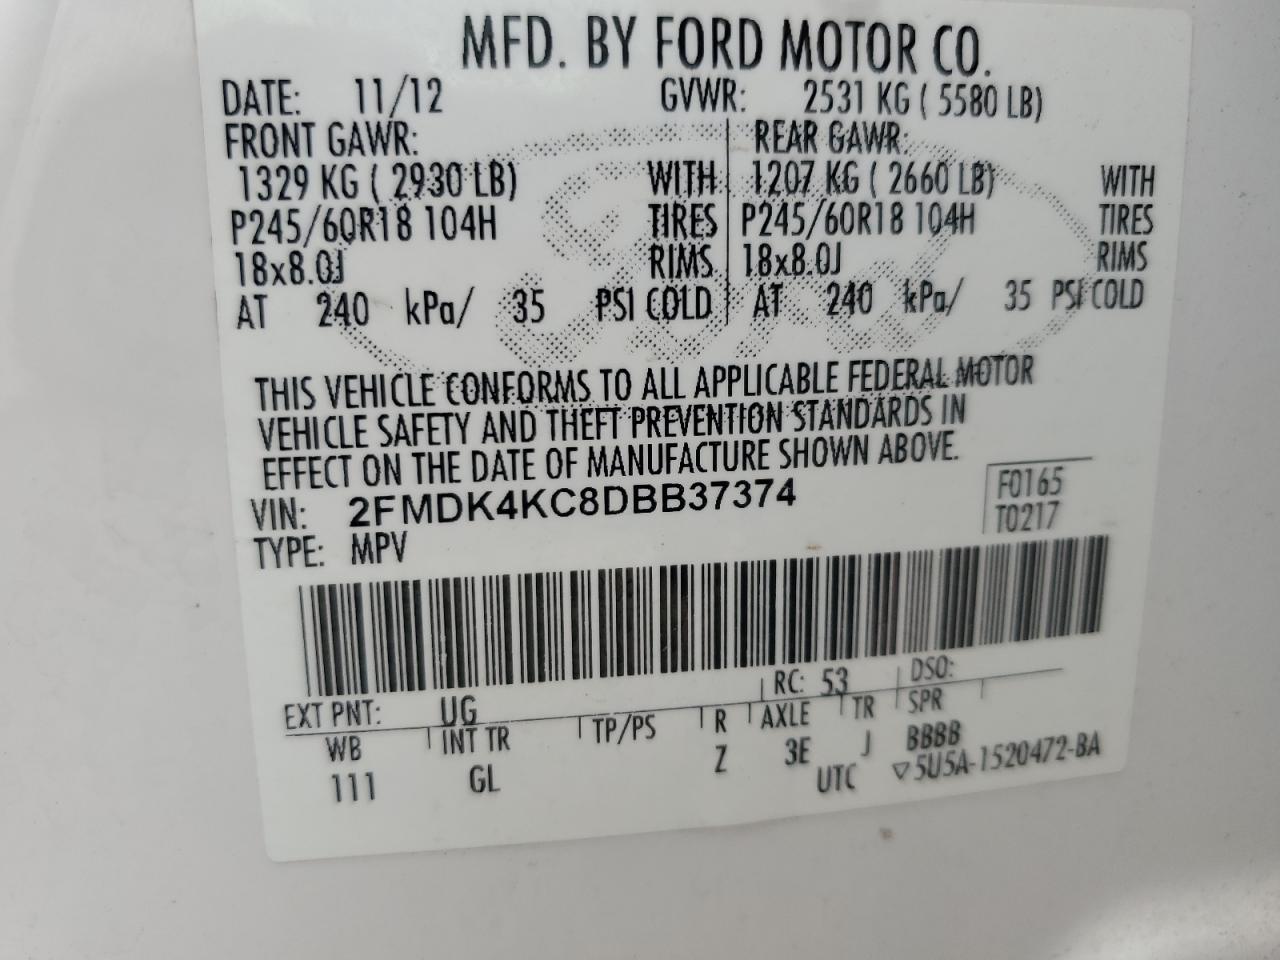 MFD. BY FORD MOTOR CO.
DATE: 11/12 GVWR: 2531 KG ( 5580 LB)
FRONT GAWR: REAR GAWR:
1329 KG ( 2930 LB) WITH 1207 KG ( 2660 LB) WITH
P245/60R18 104H TIRES P245/60R18 104H TIRES
18x8.0J RIMS 18x8.0J RIMS
AT 240 kPa/ 35 PSI COLD AT 240 kPa/ 35 PSI COLD
THIS VEHICLE CONFORMS TO ALL APPLICABLE FEDERAL MOTOR
VEHICLE SAFETY AND THEFT PREVENTION STANDARDS IN
EFFECT ON THE DATE OF MANUFACTURE SHOWN ABOVE.
VIN: 2FMDK4KC8DBB37374 F0165
TYPE: MPV T0217
EXT PNT: UG RC: 53 DSO:
WB INT TR TP/PS R AXLE TR SPR
111 GL Z 3E J BBBB
UTC ▽5U5A-1520472-BA